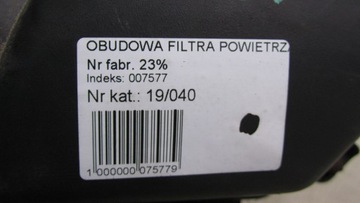 OBUDOWA FILTRA POWIETRZ
Nr fabr. 23%
Indeks: 007577
Nr kat.: 19/040
1 000000 075779